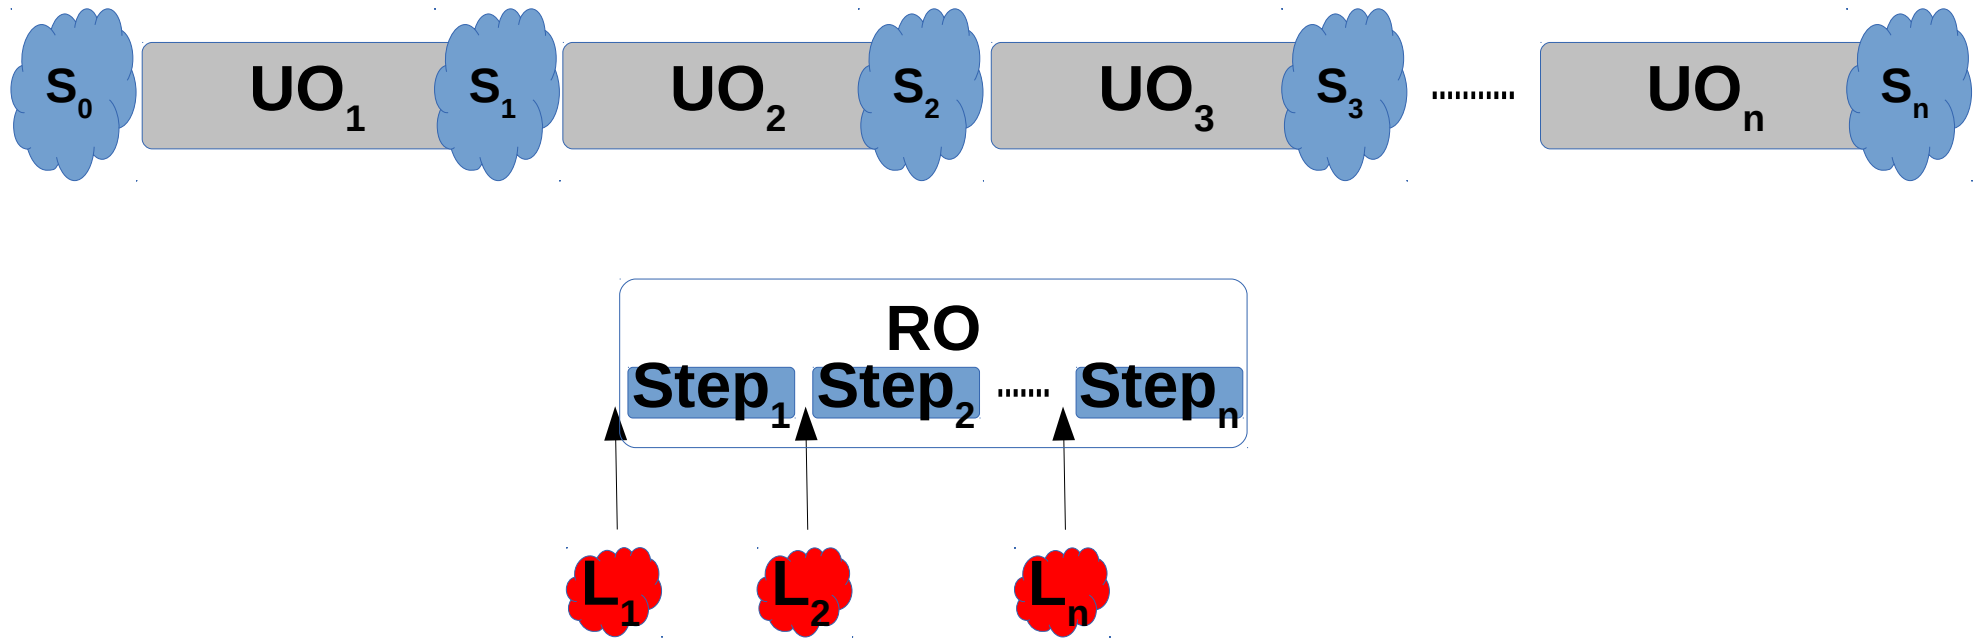 S₀ UO₁ S₁ UO₂ S₂ UO₃ S₃ .......... UOₙ Sₙ
RO
Step₁ Step₂ ....... Stepₙ
L₁ L₂ Lₙ